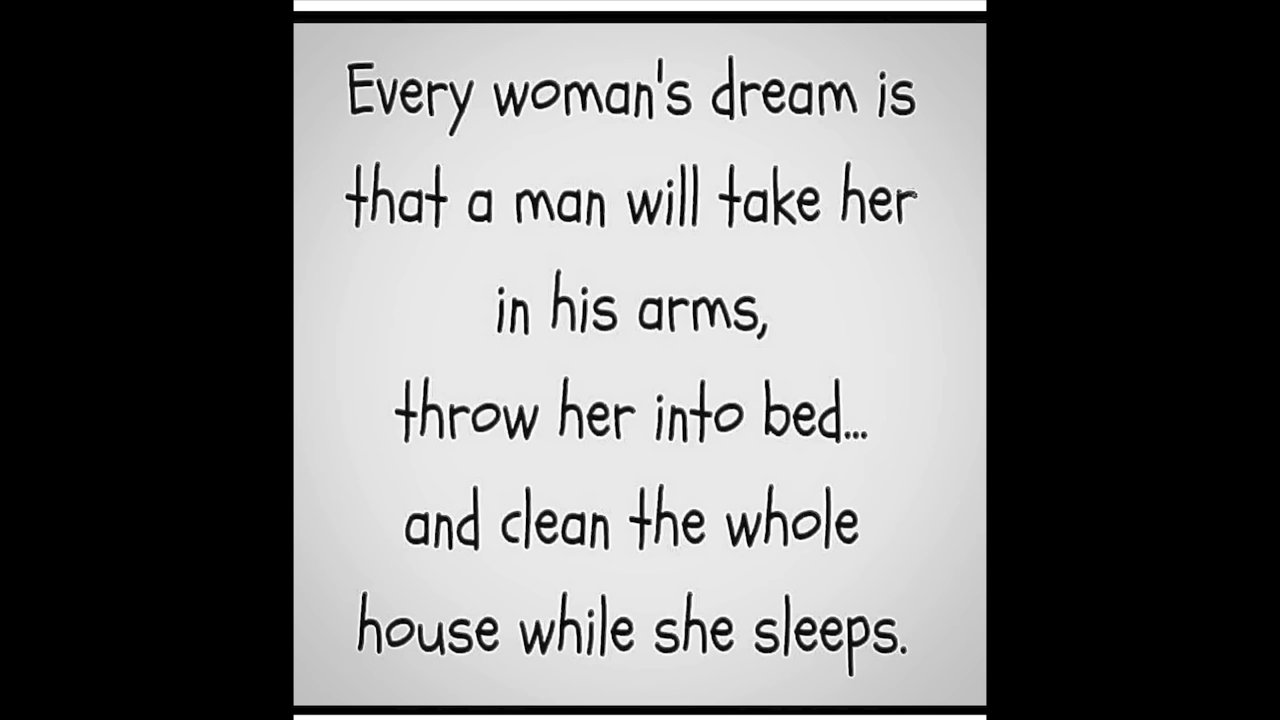 Every woman's dream is
that a man will take her
in his arms,
throw her into bed...
and clean the whole
house while she sleeps.